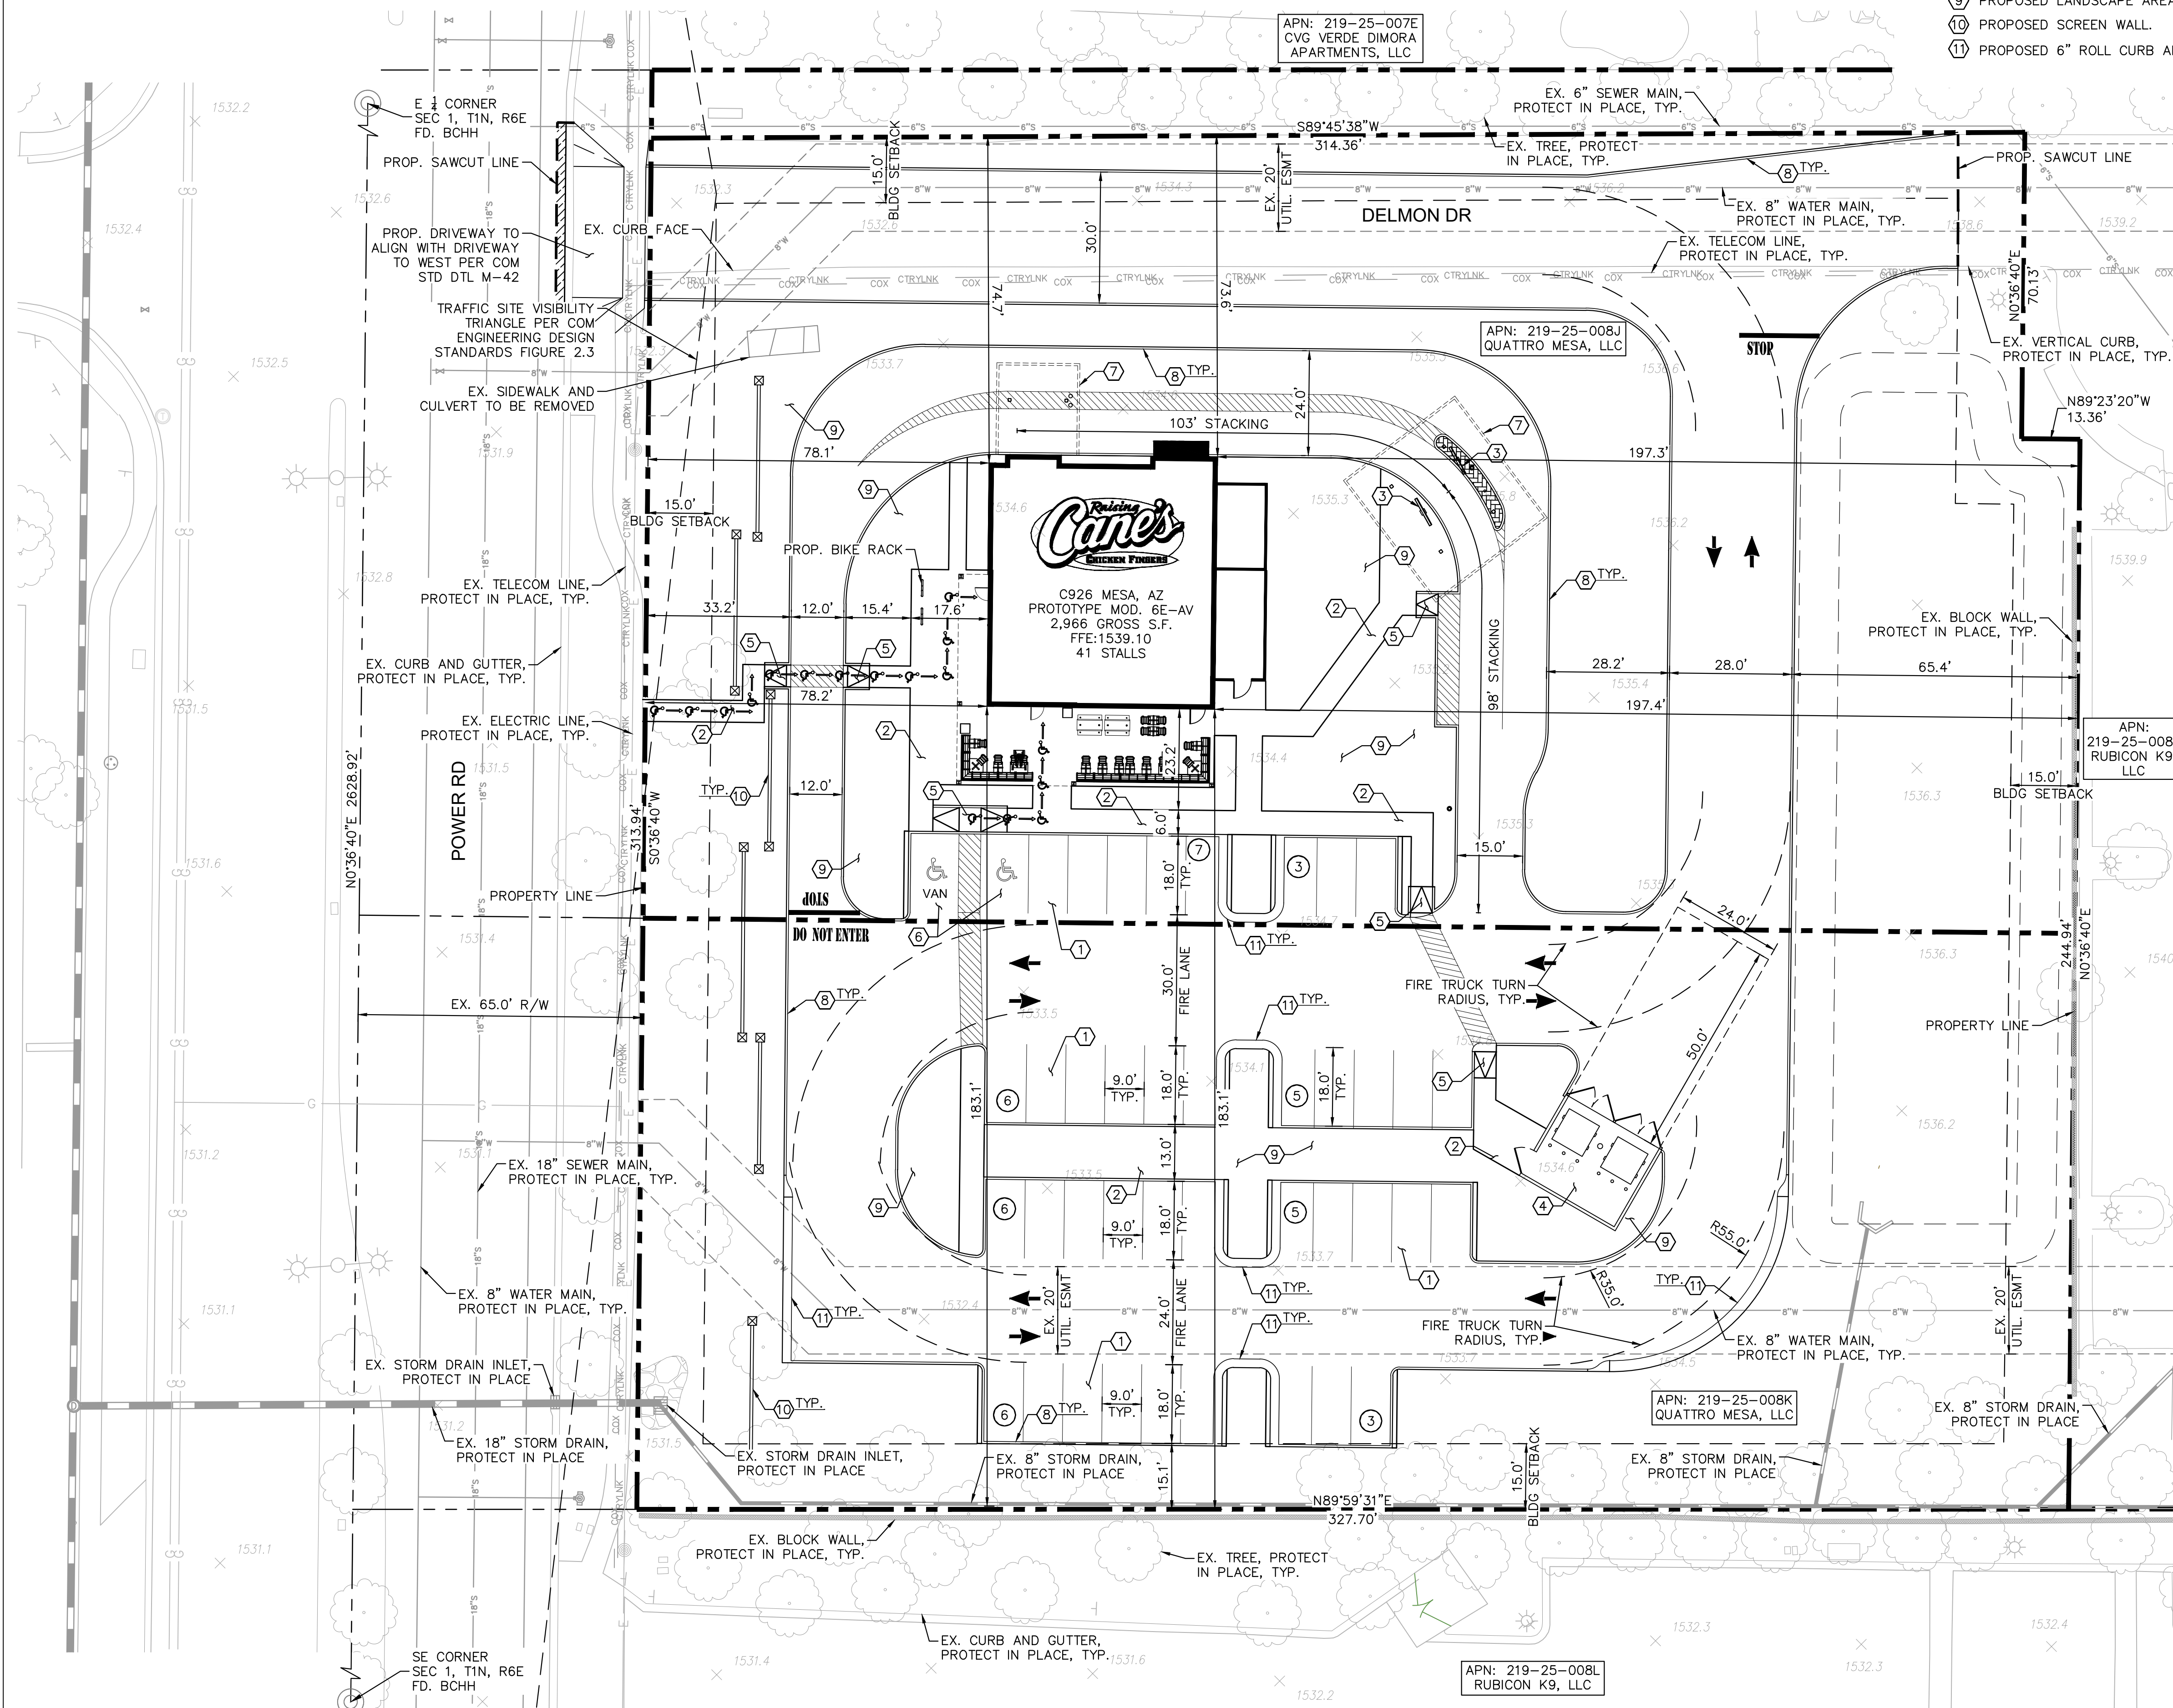 APN: 219-25-007E
CVG VERDE DIMORA
APARTMENTS, LLC
PROPOSED LANDSCAPE AREA
10 PROPOSED SCREEN WALL.
11 PROPOSED 6" ROLL CURB
E 1/4 CORNER
SEC 1, T1N, R6E
FD. BCHH
PROP. SAWCUT LINE
PROP. DRIVEWAY TO
ALIGN WITH DRIVEWAY
TO WEST PER COM
STD DTL M-42
EX. CURB FACE
TRAFFIC SITE VISIBILITY
TRIANGLE PER COM
ENGINEERING DESIGN
STANDARDS FIGURE 2.3
EX. SIDEWALK AND
CULVERT TO BE REMOVED
EX. 6" SEWER MAIN,
PROTECT IN PLACE, TYP.
S89°45'38"W
314.36'
EX. TREE, PROTECT
IN PLACE, TYP.
8 TYP.
PROP. SAWCUT LINE
15.0'
BLDG SETBACK
EX. 20'
UTIL. ESMT
DELMON DR
30.0'
EX. 8" WATER MAIN,
PROTECT IN PLACE, TYP.
EX. TELECOM LINE,
PROTECT IN PLACE, TYP.
N0°36'40"E
70.13'
74.7'
73.6'
APN: 219-25-008J
QUATTRO MESA, LLC
STOP
EX. VERTICAL CURB,
PROTECT IN PLACE, TYP.
N89°23'20"W
13.36'
7
8 TYP.
24.0'
103' STACKING
7
9
78.1'
3
197.3'
15.0'
BLDG SETBACK
9
3
PROP. BIKE RACK
Raising
Cane's
CHICKEN FINGERS
C926 MESA, AZ
PROTOTYPE MOD. 6E-AV
2,966 GROSS S.F.
FFE:1539.10
41 STALLS
9
8 TYP.
EX. TELECOM LINE,
PROTECT IN PLACE, TYP.
33.2'
12.0'
15.4'
17.6'
2
5
5
5
EX. BLOCK WALL,
PROTECT IN PLACE, TYP.
EX. CURB AND GUTTER,
PROTECT IN PLACE, TYP.
98' STACKING
28.2'
28.0'
65.4'
78.2'
197.4'
EX. ELECTRIC LINE,
PROTECT IN PLACE, TYP.
2
2
9
APN:
219-25-008
RUBICON K9
LLC
N0°36'40"E 2628.92'
POWER RD
313.94'
S0°36'40"W
23.2'
15.0'
BLDG SETBACK
TYP. 10
12.0'
5
2
2
6.0'
15.0'
9
VAN
7
3
18.0'
TYP.
PROPERTY LINE
STOP
DO NOT ENTER
6
1
11 TYP.
5
24.0'
244.94'
N0°36'40"E
EX. 65.0' R/W
8 TYP.
30.0'
FIRE LANE
FIRE TRUCK TURN
RADIUS, TYP.
11 TYP.
PROPERTY LINE
1
50.0'
183.1'
6
9.0'
TYP.
18.0'
TYP.
183.1'
5
18.0'
TYP.
5
EX. 18" SEWER MAIN,
PROTECT IN PLACE, TYP.
13.0'
9
2
9
6
2
9.0'
TYP.
18.0'
TYP.
5
4
9
R55.0'
R35.0'
1
TYP. 11
EX. 8" WATER MAIN,
PROTECT IN PLACE, TYP.
11 TYP.
EX. 20'
UTIL. ESMT
24.0'
FIRE LANE
11 TYP.
11 TYP.
FIRE TRUCK TURN
RADIUS, TYP.
EX. 8" WATER MAIN,
PROTECT IN PLACE, TYP.
EX. 20'
UTIL. ESMT
1
EX. STORM DRAIN INLET,
PROTECT IN PLACE
10 TYP.
6
8 TYP.
9.0'
TYP.
18.0'
TYP.
3
APN: 219-25-008K
QUATTRO MESA, LLC
EX. 8" STORM DRAIN,
PROTECT IN PLACE
EX. 18" STORM DRAIN,
PROTECT IN PLACE
EX. STORM DRAIN INLET,
PROTECT IN PLACE
EX. 8" STORM DRAIN,
PROTECT IN PLACE
15.1'
15.0'
BLDG SETBACK
EX. 8" STORM DRAIN,
PROTECT IN PLACE
N89°59'31"E
327.70'
EX. BLOCK WALL,
PROTECT IN PLACE, TYP.
EX. TREE, PROTECT
IN PLACE, TYP.
EX. CURB AND GUTTER,
PROTECT IN PLACE, TYP.
SE CORNER
SEC 1, T1N, R6E
FD. BCHH
APN: 219-25-008L
RUBICON K9, LLC